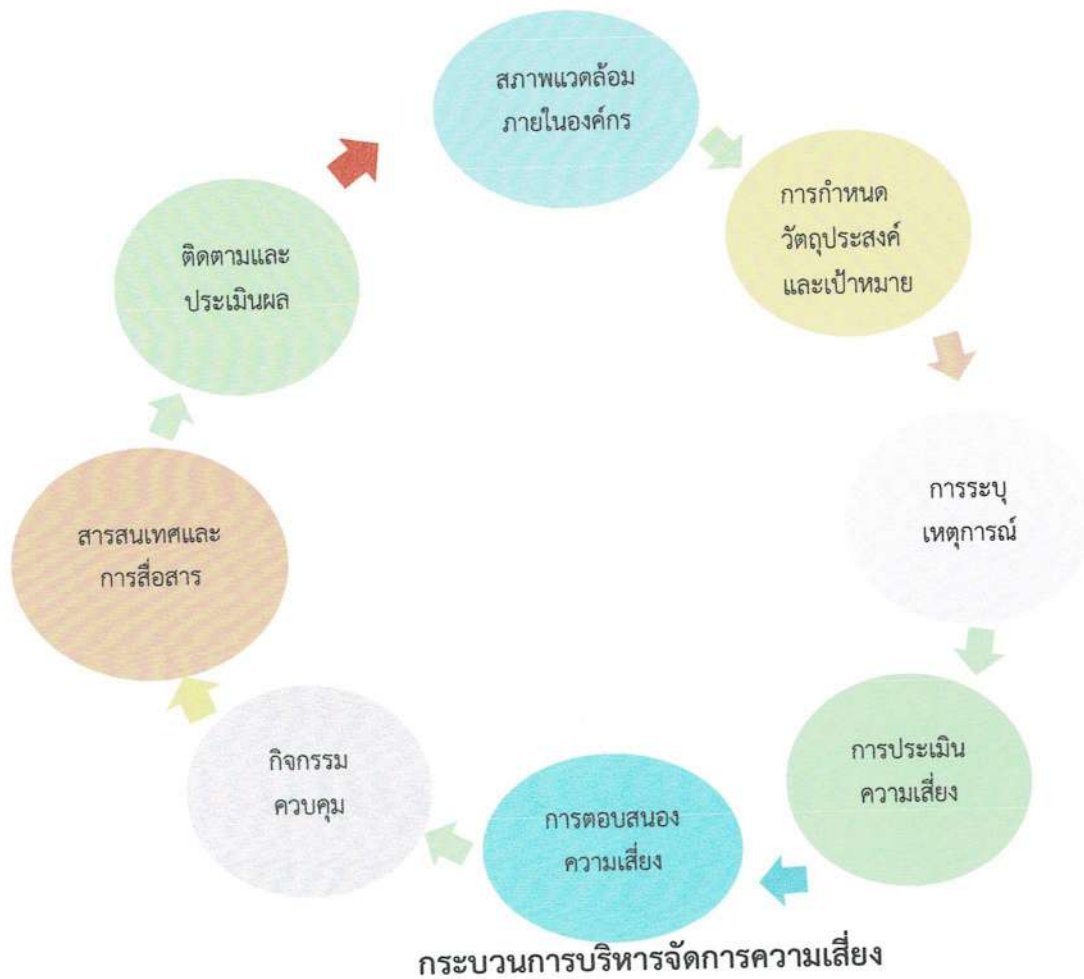 สภาพแวดล้อม
ภายในองค์กร
การกำหนด
วัตถุประสงค์
และเป้าหมาย
การระบุ
เหตุการณ์
การประเมิน
ความเสี่ยง
การตอบสนอง
ความเสี่ยง
กิจกรรม
ควบคุม
สารสนเทศและ
การสื่อสาร
ติดตามและ
ประเมินผล
กระบวนการบริหารจัดการความเสี่ยง